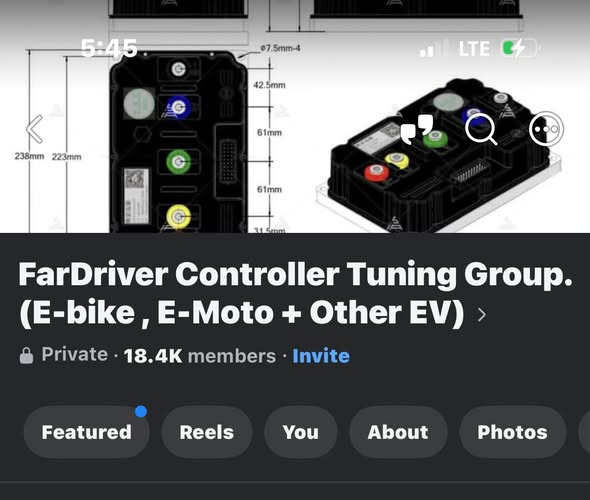 5:45
LTE
ø7.5mm-4
42.5mm
238mm
223mm
61mm
61mm
31.5mm
FarDriver Controller Tuning Group.
(E-bike , E-Moto + Other EV)
Private · 18.4K members · Invite
Featured
Reels
You
About
Photos